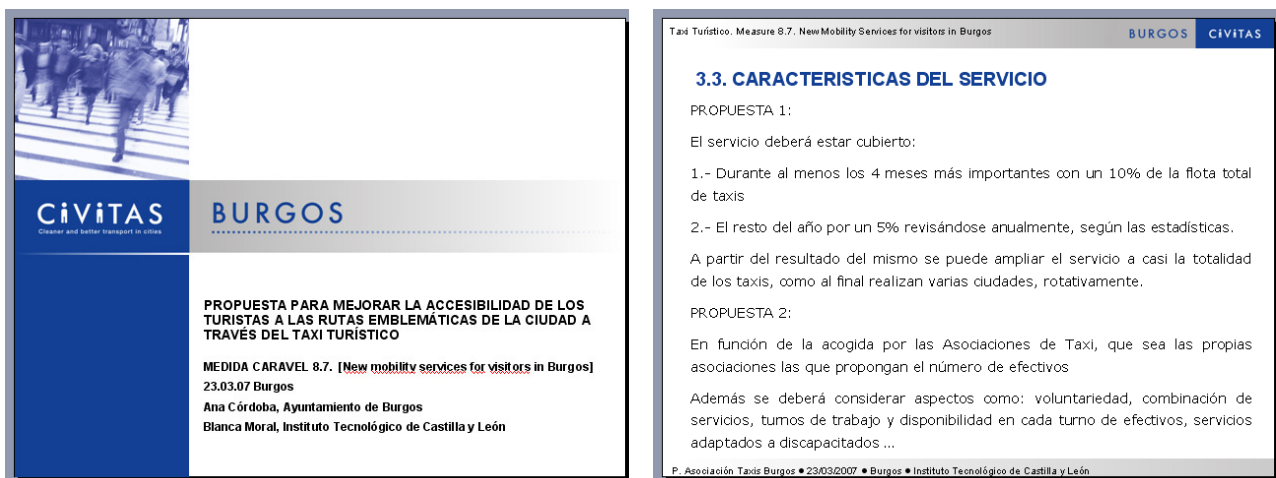 CiViTAS
Cleaner and better transport in cities
BURGOS
PROPUESTA PARA MEJORAR LA ACCESIBILIDAD DE LOS
TURISTAS A LAS RUTAS EMBLEMÁTICAS DE LA CIUDAD A
TRAVÉS DEL TAXI TURÍSTICO
MEDIDA CARAVEL 8.7. [New mobility services for visitors in Burgos]
23.03.07 Burgos
Ana Córdoba, Ayuntamiento de Burgos
Blanca Moral, Instituto Tecnológico de Castilla y León
Taxi Turístico. Measure 8.7. New Mobility Services for visitors in Burgos
BURGOS CiViTAS
3.3. CARACTERISTICAS DEL SERVICIO
PROPUESTA 1:
El servicio deberá estar cubierto:
1.- Durante al menos los 4 meses más importantes con un 10% de la flota total
de taxis
2.- El resto del año por un 5% revisándose anualmente, según las estadísticas.
A partir del resultado del mismo se puede ampliar el servicio a casi la totalidad
de los taxis, como al final realizan varias ciudades, rotativamente.
PROPUESTA 2:
En función de la acogida por las Asociaciones de Taxi, que sea las propias
asociaciones las que propongan el número de efectivos
Además se deberá considerar aspectos como: voluntariedad, combinación de
servicios, turnos de trabajo y disponibilidad en cada turno de efectivos, servicios
adaptados a discapacitados ...
P. Asociación Taxis Burgos ● 23/03/2007 ● Burgos ● Instituto Tecnológico de Castilla y León